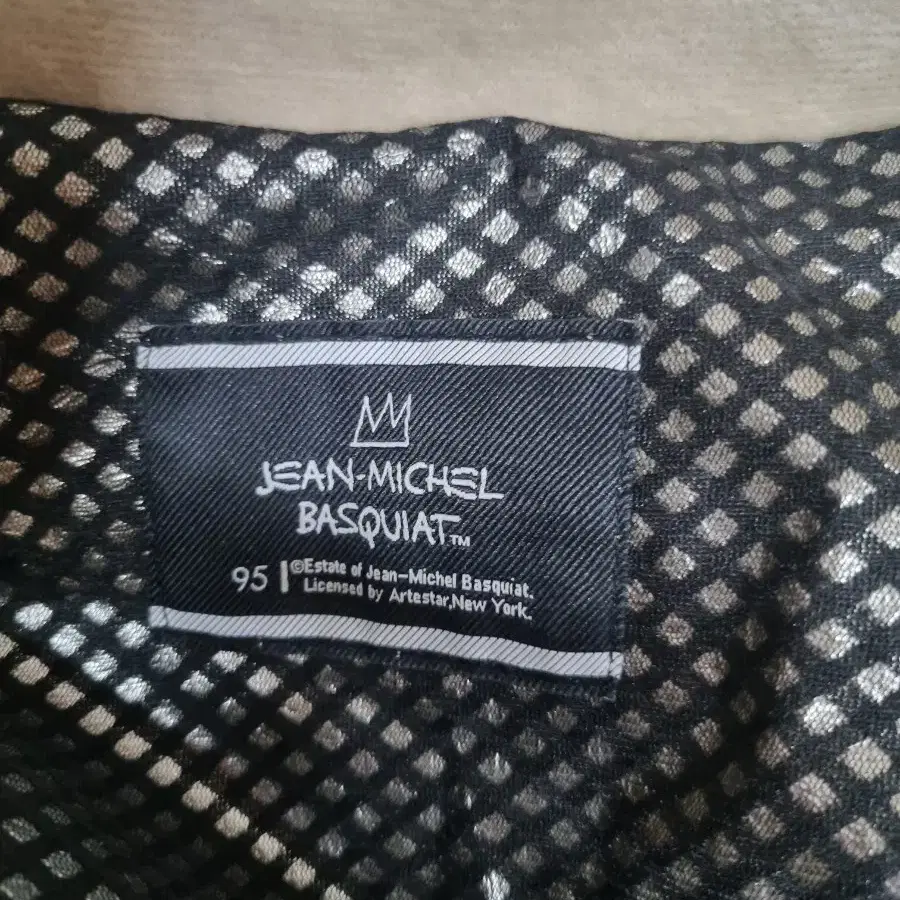 JEAN-MICHEL
BASQUIAT™
95 ©Estate of Jean-Michel Basquiat.
Licensed by Artestar,New York.